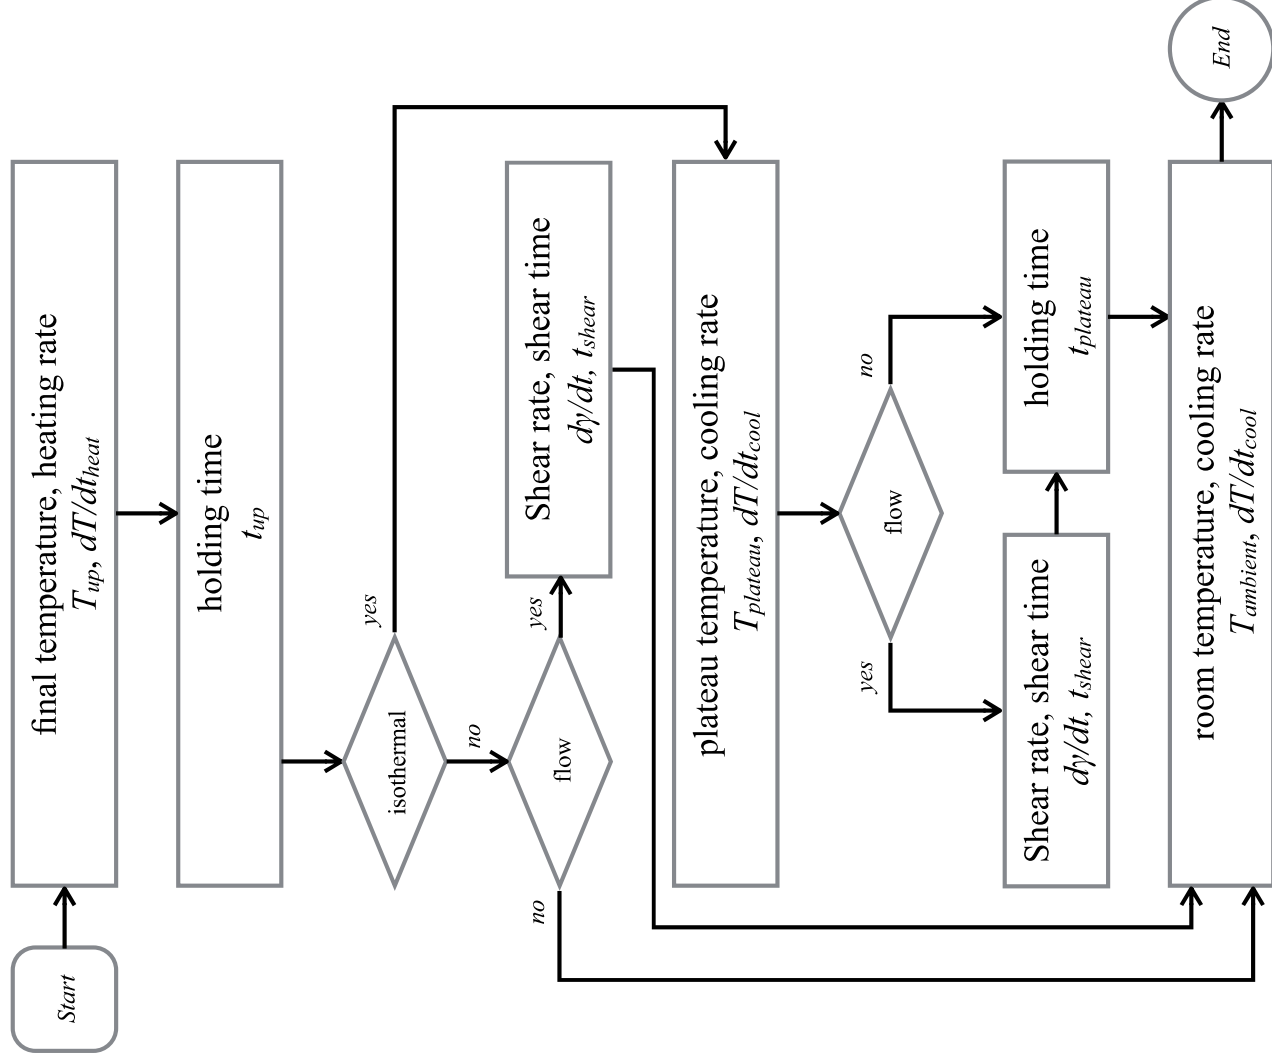 Start
final temperature, heating rate
T_up, dT/dt_heat
holding time
t_up
isothermal
yes
no
flow
yes
no
Shear rate, shear time
dγ/dt, t_shear
plateau temperature, cooling rate
T_plateau, dT/dt_cool
flow
yes
no
Shear rate, shear time
dγ/dt, t_shear
holding time
t_plateau
room temperature, cooling rate
T_ambient, dT/dt_cool
End